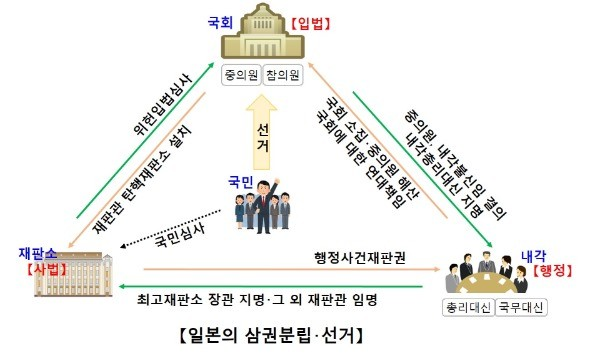 국회 【입법】
중의원 참의원
위헌입법심사
재판관 탄핵재판소 설치
선거
국회 소집·중의원 해산
국회에 대한 연대책임
중의원 내각불신임 결의
내각총리대신 지명
국민
국민심사
재판소
【사법】
행정사건재판권
내각
【행정】
총리대신 국무대신
최고재판소 장관 지명·그 외 재판관 임명
【일본의 삼권분립·선거】